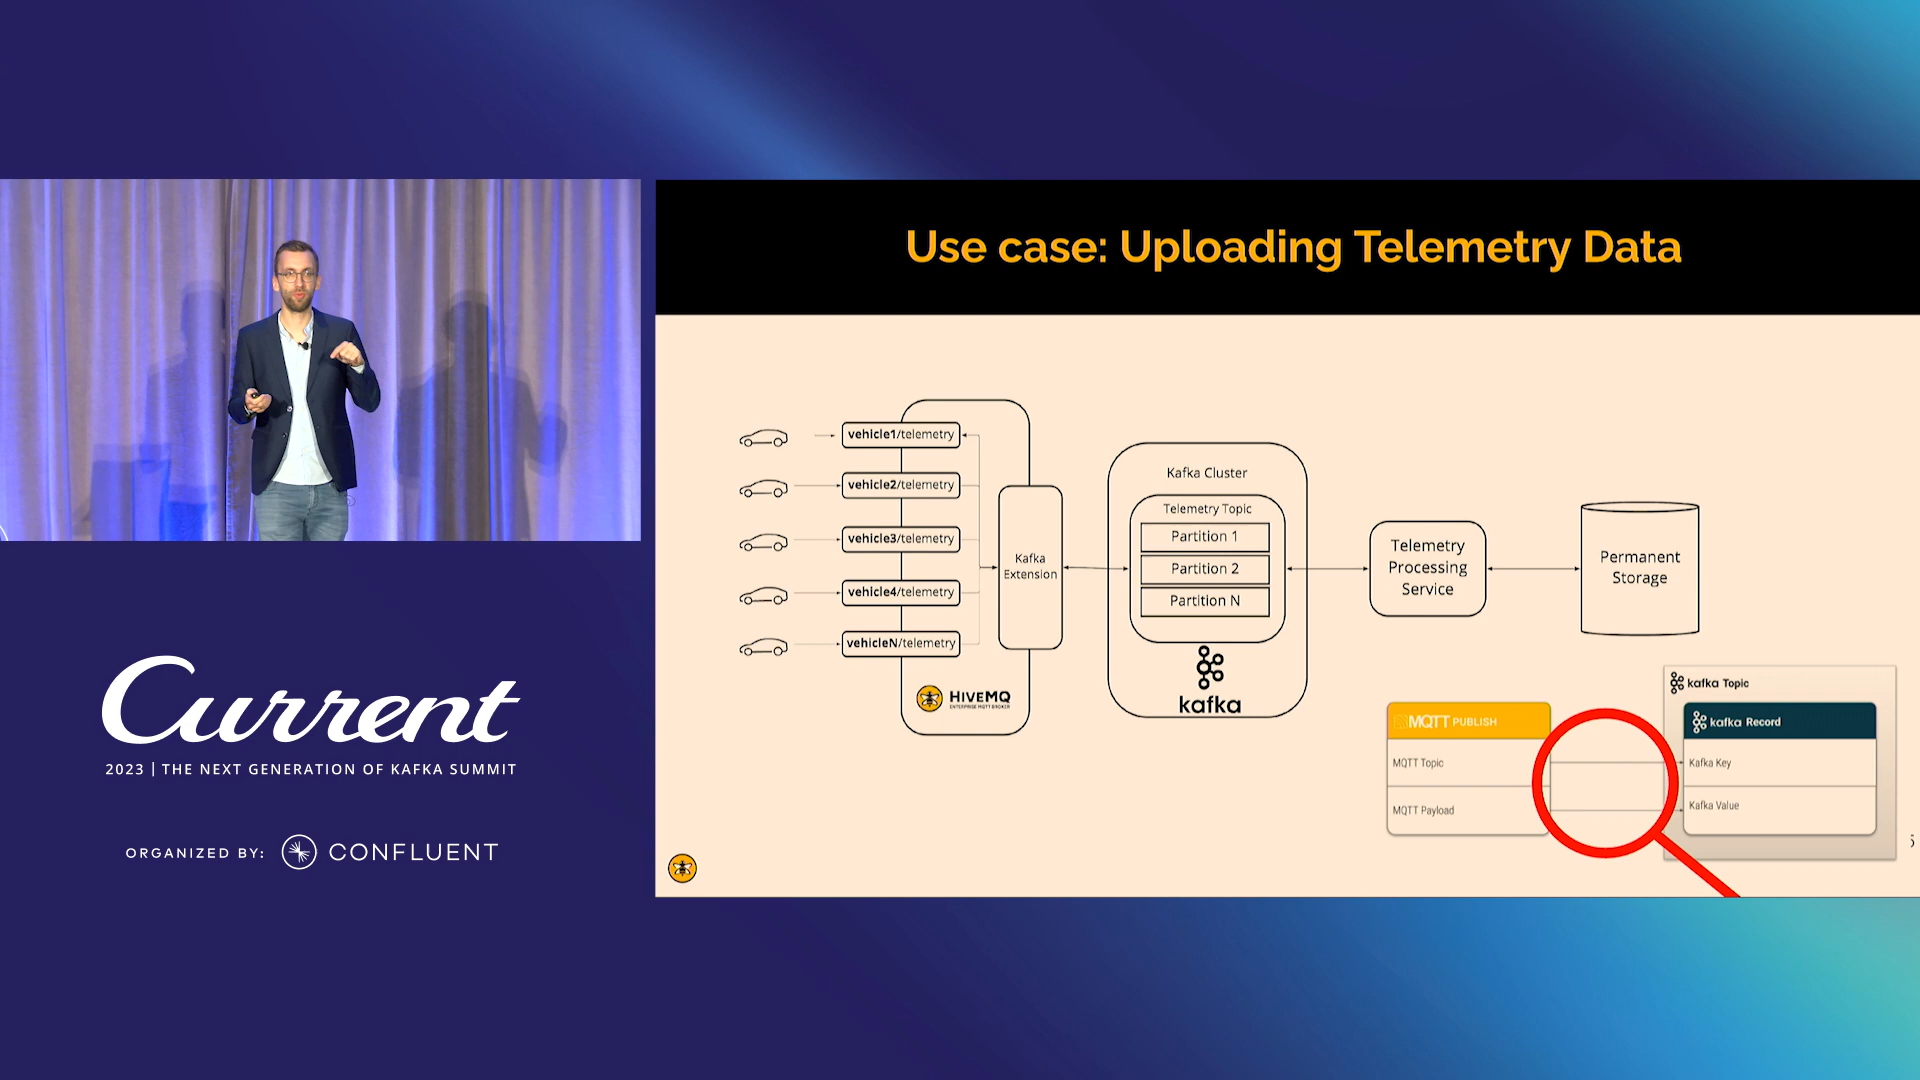 Use case: Uploading Telemetry Data
vehicle1/telemetry
vehicle2/telemetry
vehicle3/telemetry
vehicle4/telemetry
vehicleN/telemetry
HIVEMQ
ENTERPRISE MQTT BROKER
Kafka
Extension
Kafka Cluster
Telemetry Topic
Partition 1
Partition 2
Partition N
kafka
Telemetry
Processing
Service
Permanent
Storage
MQTT PUBLISH
MQTT Topic
MQTT Payload
kafka Topic
kafka Record
Kafka Key
Kafka Value
Current
2023 | THE NEXT GENERATION OF KAFKA SUMMIT
ORGANIZED BY: CONFLUENT